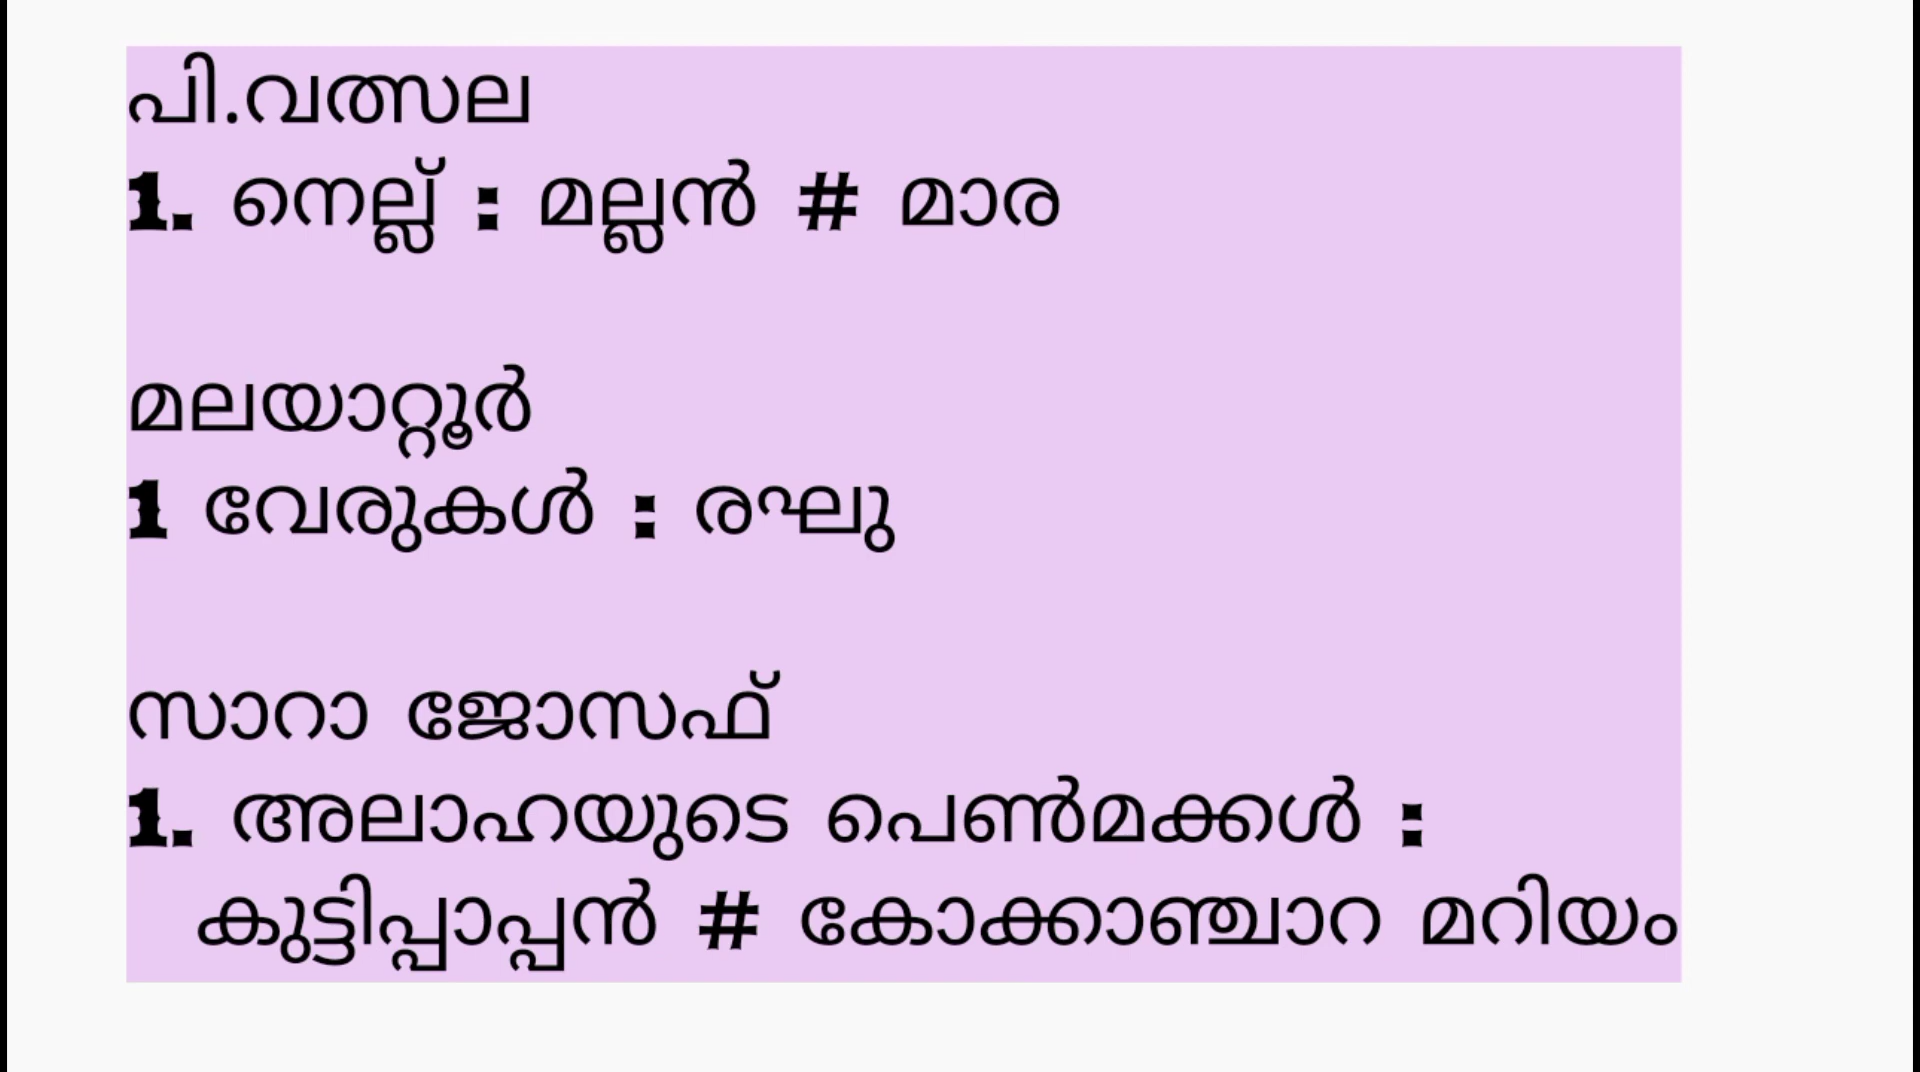 പി.വത്സല
1. നെല്ല് : മല്ലൻ # മാര
മലയാറ്റൂർ
1 വേരുകൾ : രഘു
സാറാ ജോസഫ്
1. അലാഹയുടെ പെൺമക്കൾ :
കുട്ടിപ്പാപ്പൻ # കോക്കാഞ്ചാറ മറിയം